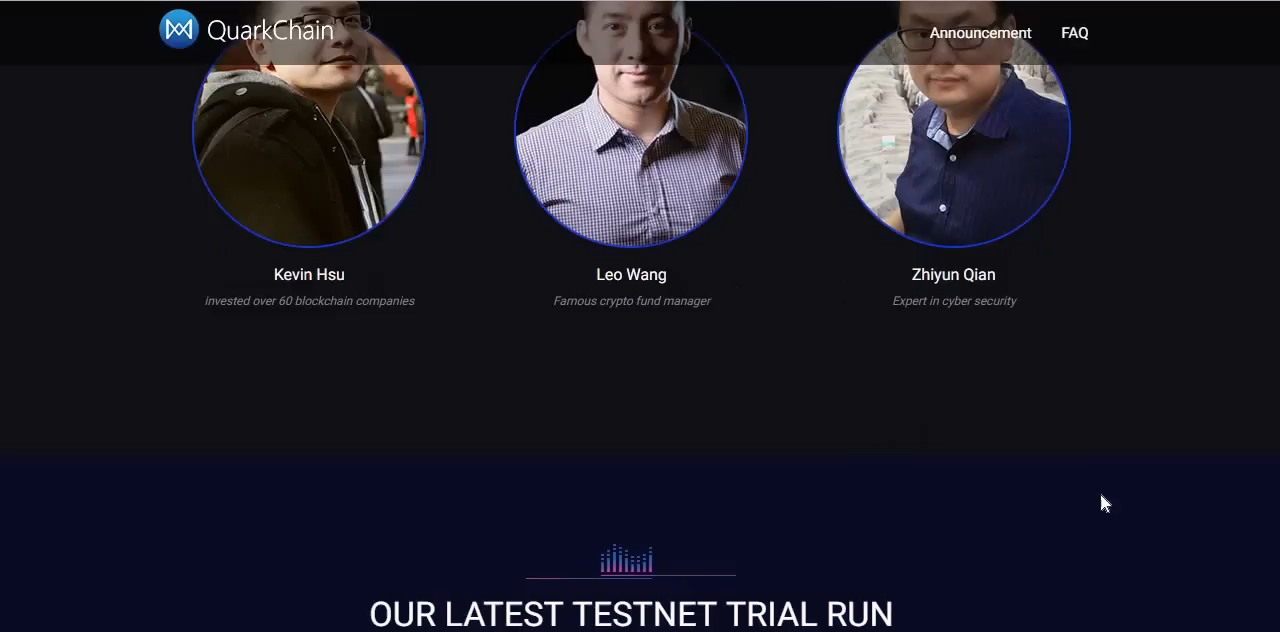 QuarkChain
Announcement FAQ
Kevin Hsu Leo Wang Zhiyun Qian
invested over 60 blockchain companies Famous crypto fund manager Expert in cyber security
OUR LATEST TESTNET TRIAL RUN